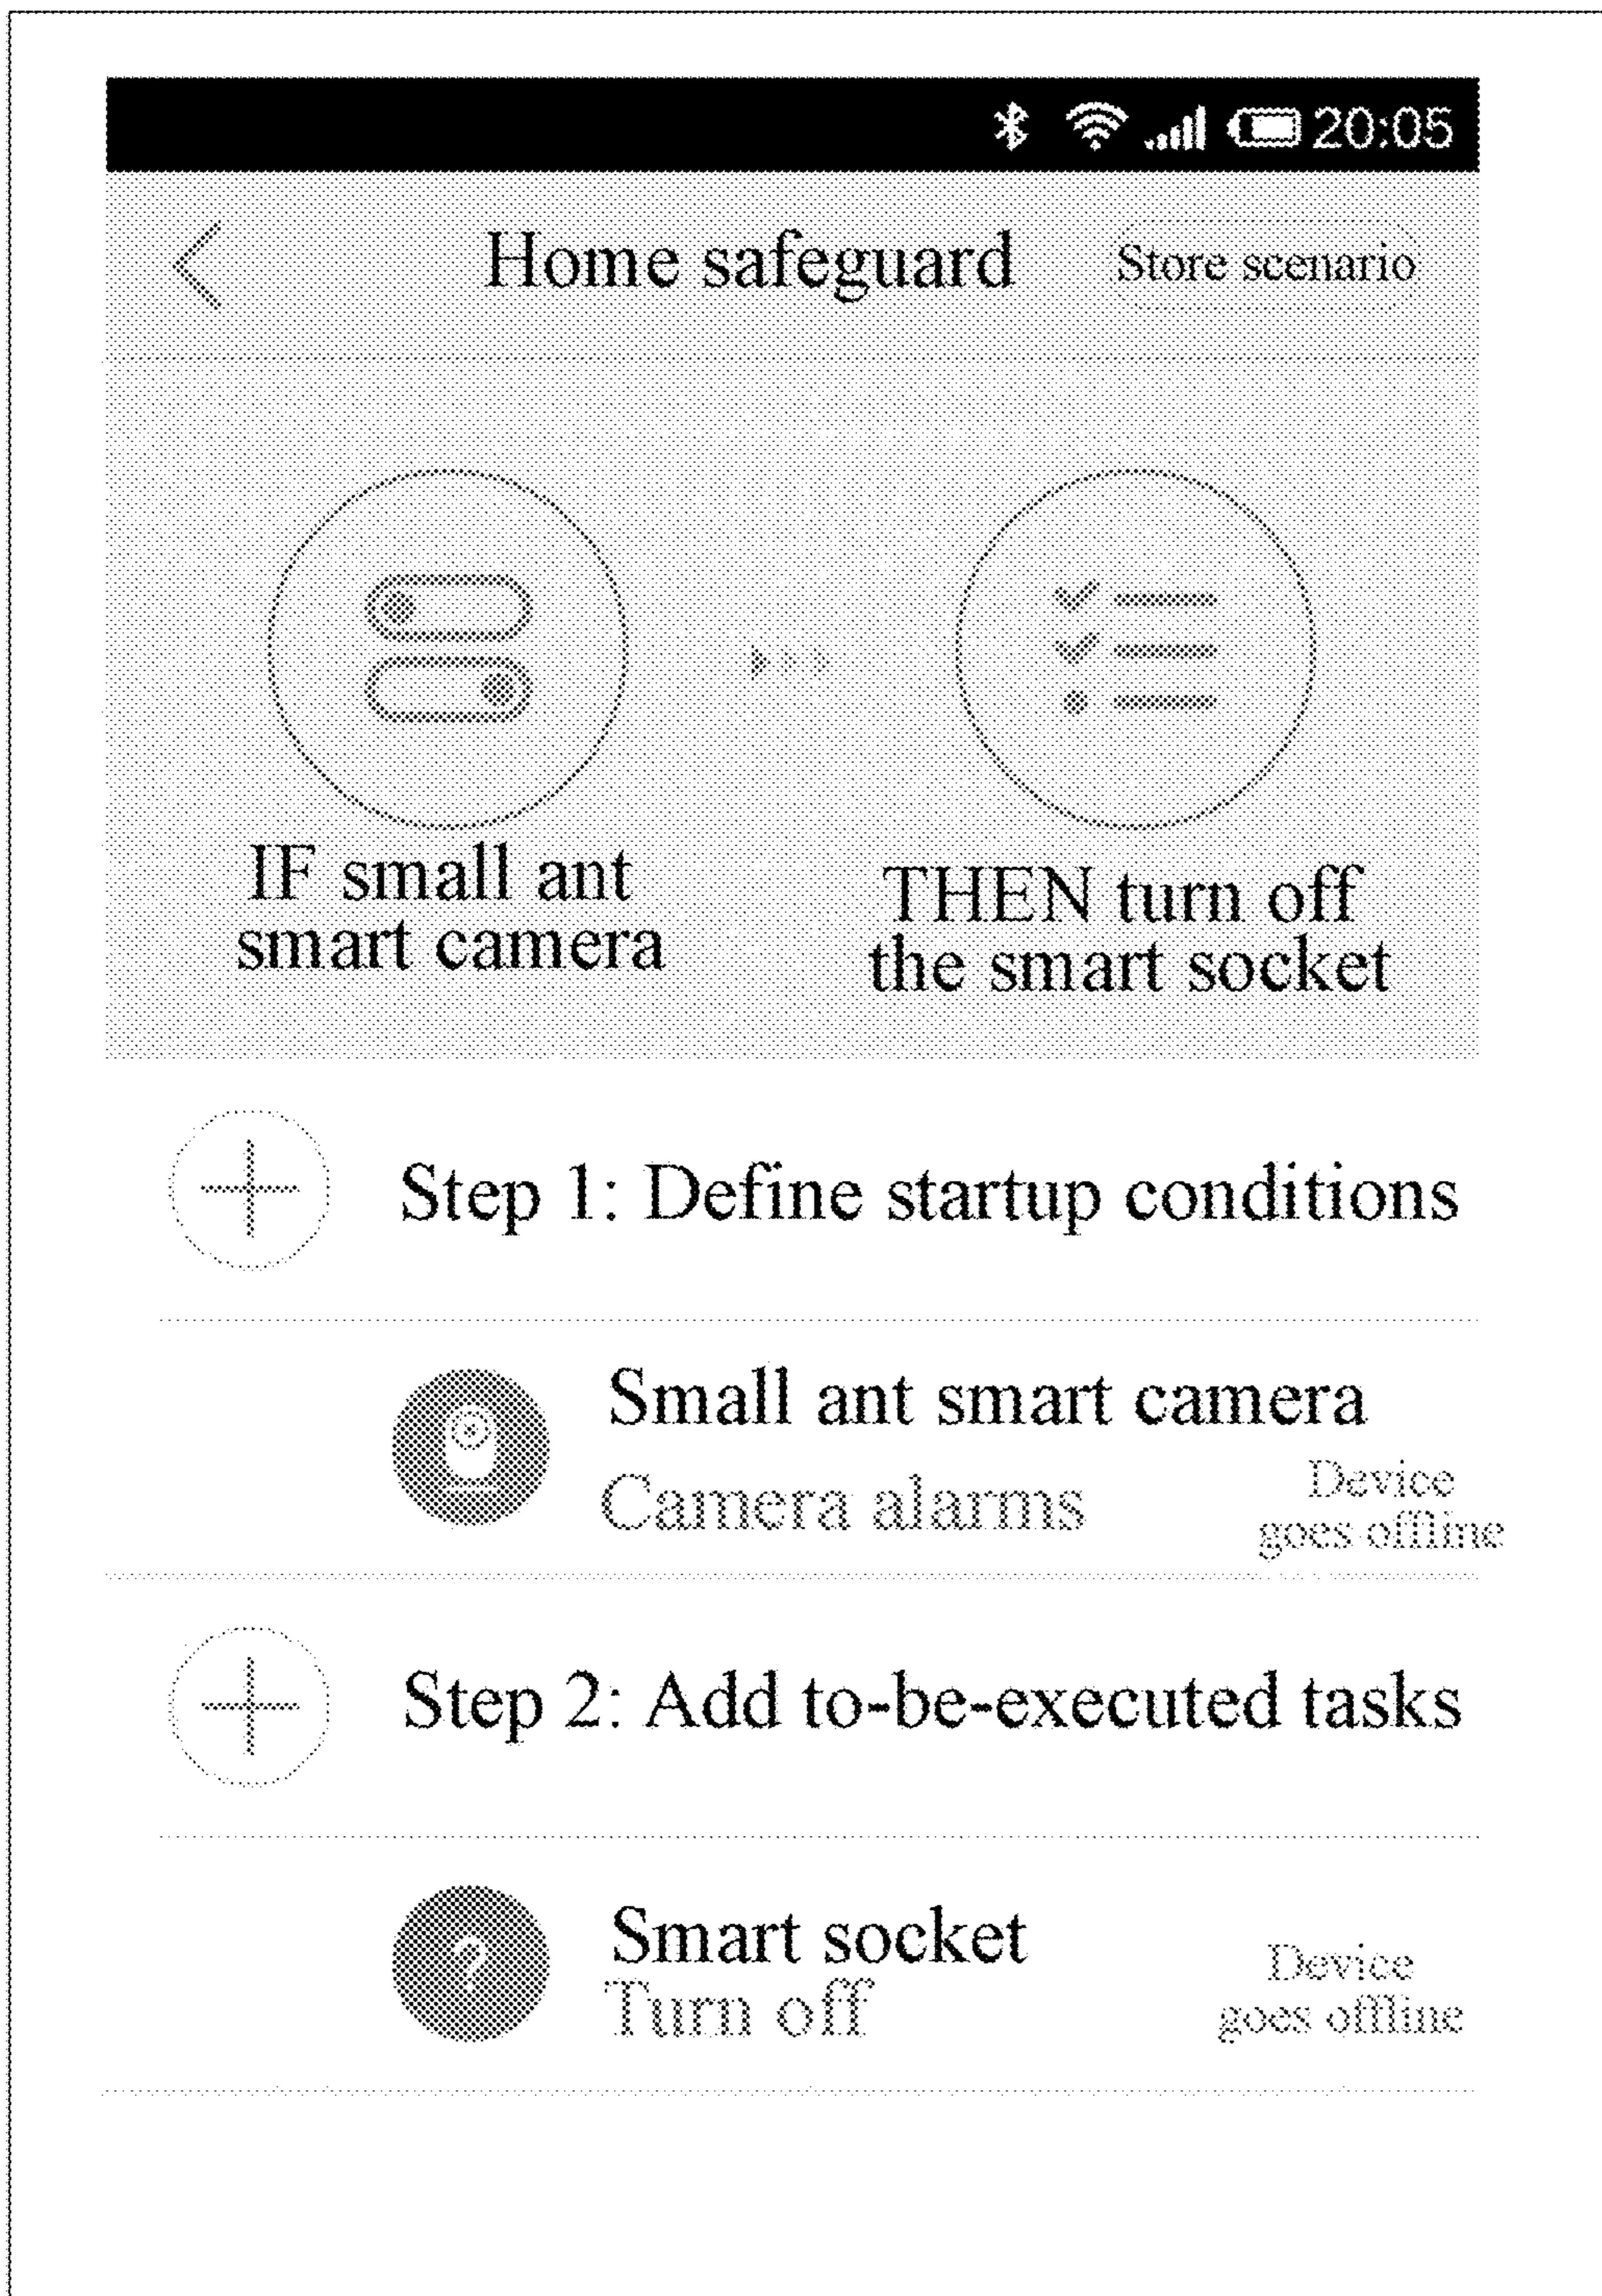 20:05
Home safeguard
Store scenario
IF small ant
smart camera
THEN turn off
the smart socket
Step 1: Define startup conditions
Small ant smart camera
Camera alarms
Device
goes offline
Step 2: Add to-be-executed tasks
?
Smart socket
Turn off
Device
goes offline